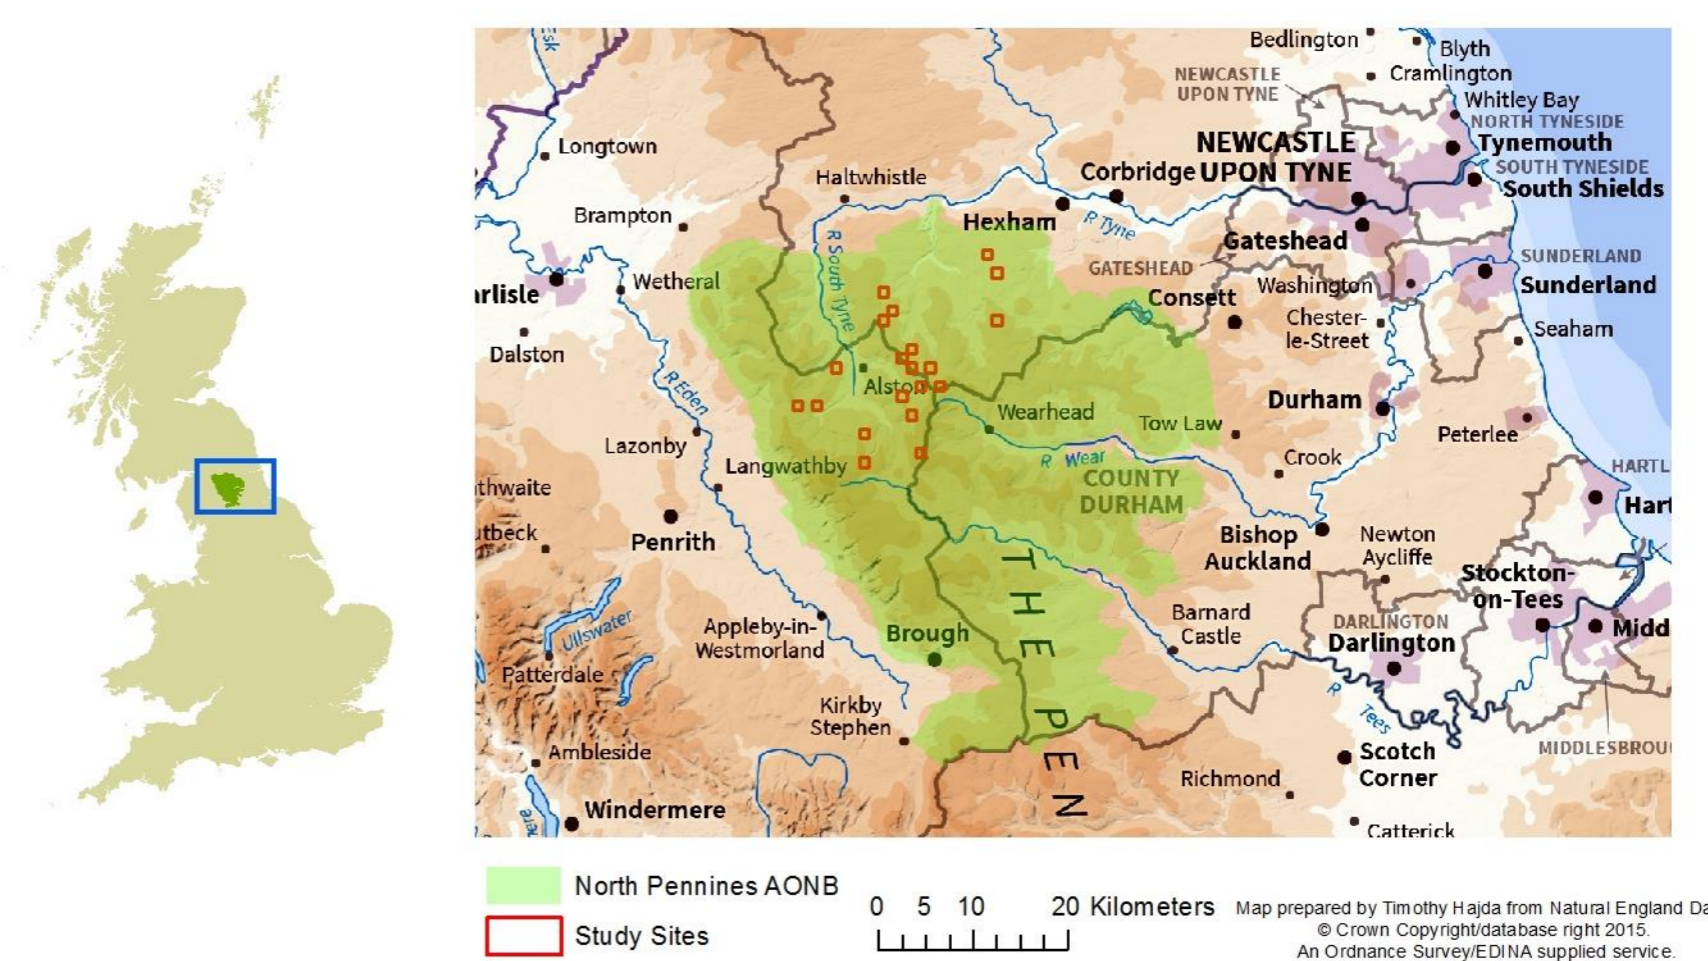 Esk
Bedlington
Blyth
NEWCASTLE
UPON TYNE
Cramlington
Whitley Bay
NORTH TYNESIDE
Longtown
NEWCASTLE
UPON TYNE
Tynemouth
SOUTH TYNESIDE
South Shields
Haltwhistle
Corbridge
Brampton
Hexham
R Tyne
Gateshead
R South Tyne
GATESHEAD
SUNDERLAND
Wetheral
Washington
Sunderland
arlisle
Consett
Chester-
le-Street
Seaham
Dalston
R Eden
Alston
Durham
Wearhead
Tow Law
Peterlee
Lazonby
Crook
Langwathby
R Wear
HARTL
COUNTY
DURHAM
thwaite
Hart
utbeck
Penrith
Bishop
Auckland
Newton
Aycliffe
THE PEN
Stockton-
on-Tees
Ullswater
Appleby-in-
Westmorland
Brough
Barnard
Castle
DARLINGTON
Darlington
Midd
Patterdale
Kirkby
Stephen
R Tees
Ambleside
Scotch
Corner
MIDDLESBROU
Richmond
Windermere
ere
Catterick
North Pennines AONB
Study Sites
0 5 10 20 Kilometers
Map prepared by Timothy Hajda from Natural England Da
© Crown Copyright/database right 2015.
An Ordnance Survey/EDINA supplied service.